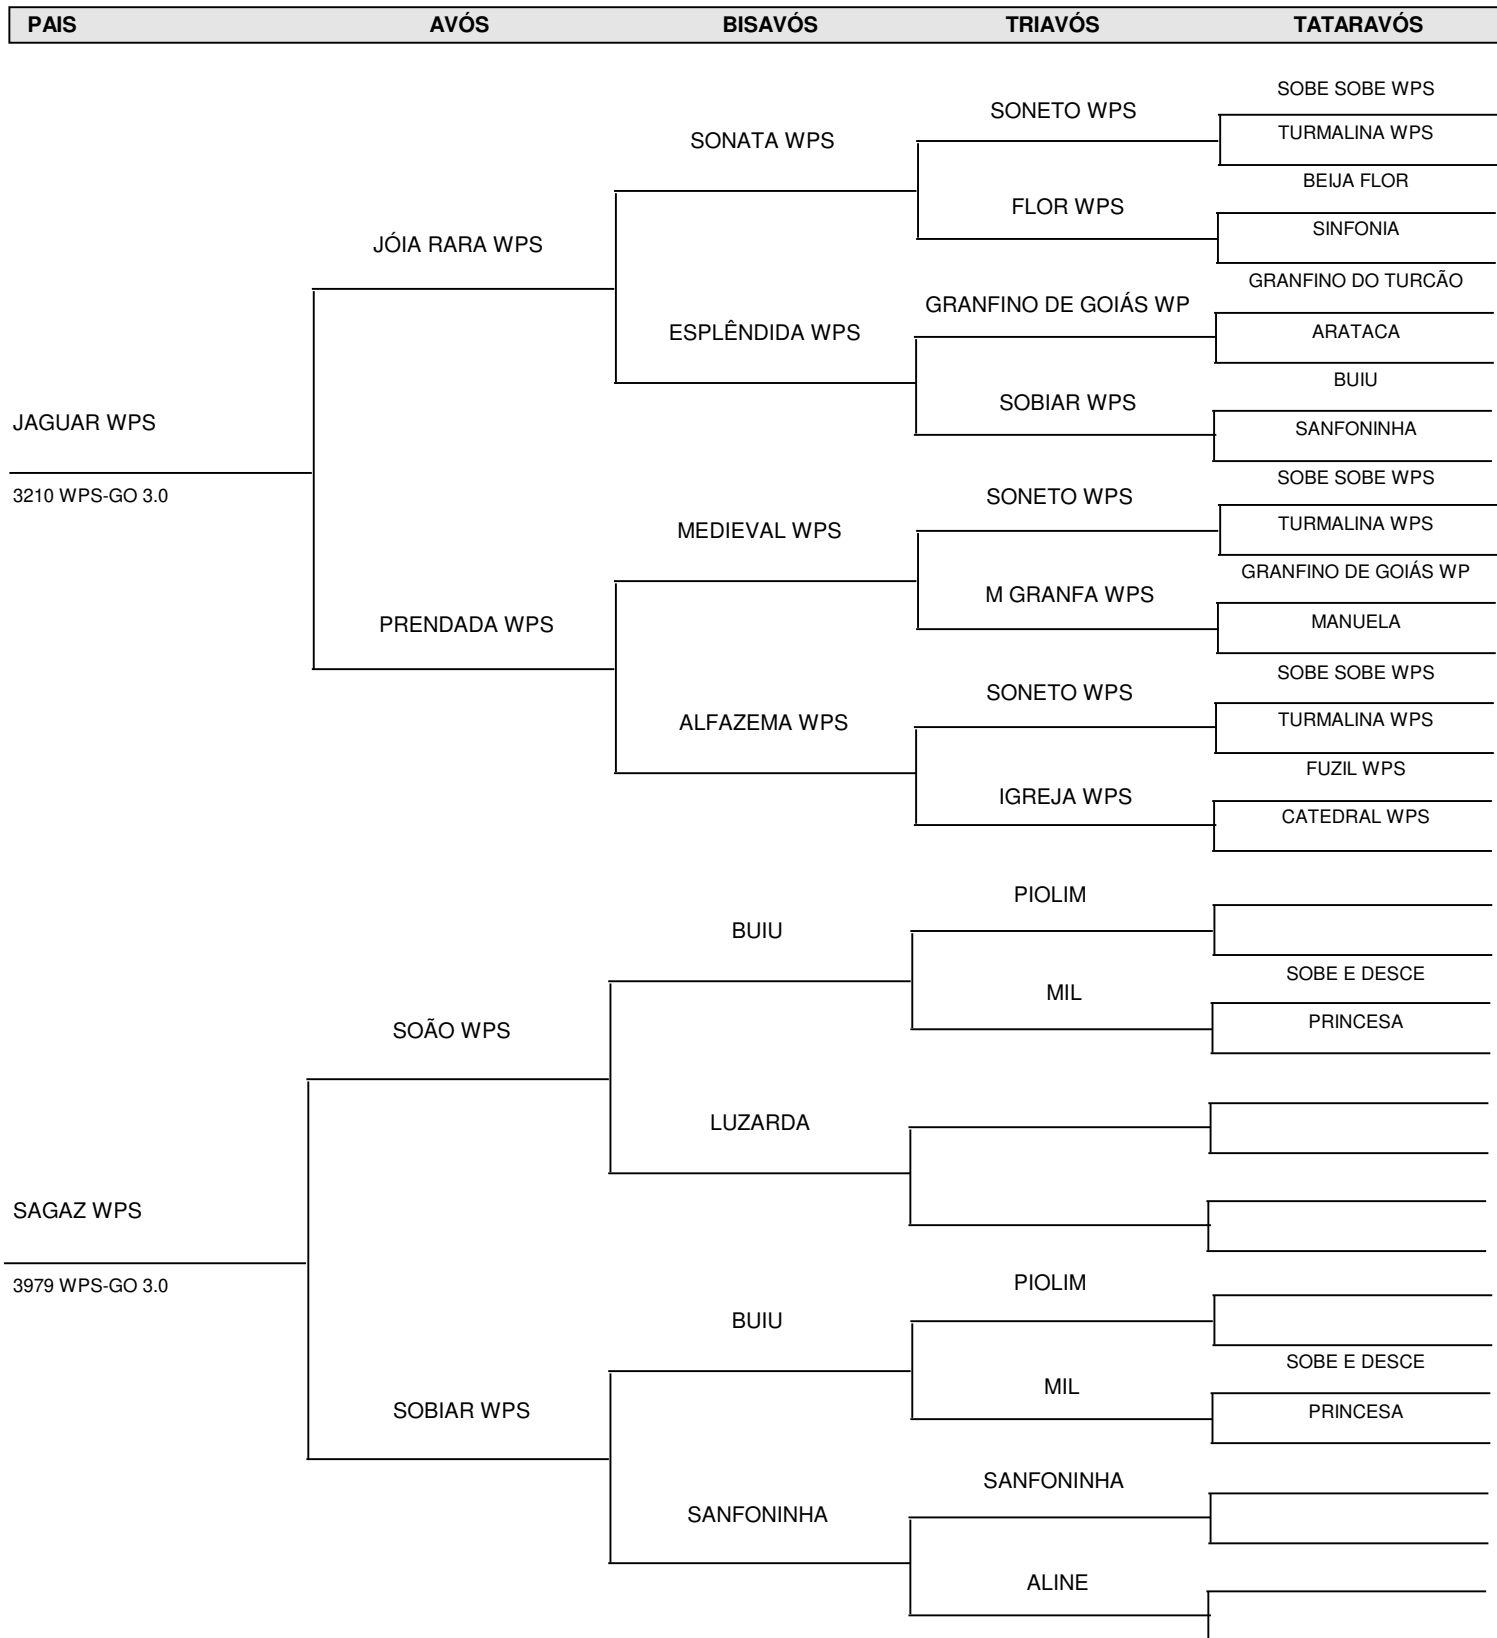 PAIS AVÓS BISAVÓS TRIAVÓS TATARAVÓS
SOBE SOBE WPS
SONETO WPS
TURMALINA WPS
SONATA WPS
BEIJA FLOR
FLOR WPS
SINFONIA
JÓIA RARA WPS
GRANFINO DO TURCÃO
GRANFINO DE GOIÁS WP
ESPLÊNDIDA WPS
ARATACA
BUIU
SOBIAR WPS
JAGUAR WPS
SANFONINHA
SOBE SOBE WPS
3210 WPS-GO 3.0
SONETO WPS
TURMALINA WPS
MEDIEVAL WPS
GRANFINO DE GOIÁS WP
M GRANFA WPS
MANUELA
PRENDADA WPS
SOBE SOBE WPS
SONETO WPS
TURMALINA WPS
ALFAZEMA WPS
FUZIL WPS
IGREJA WPS
CATEDRAL WPS
PIOLIM
BUIU
SOBE E DESCE
MIL
PRINCESA
SOÃO WPS
LUZARDA
SAGAZ WPS
3979 WPS-GO 3.0
PIOLIM
BUIU
SOBE E DESCE
MIL
PRINCESA
SOBIAR WPS
SANFONINHA
SANFONINHA
ALINE